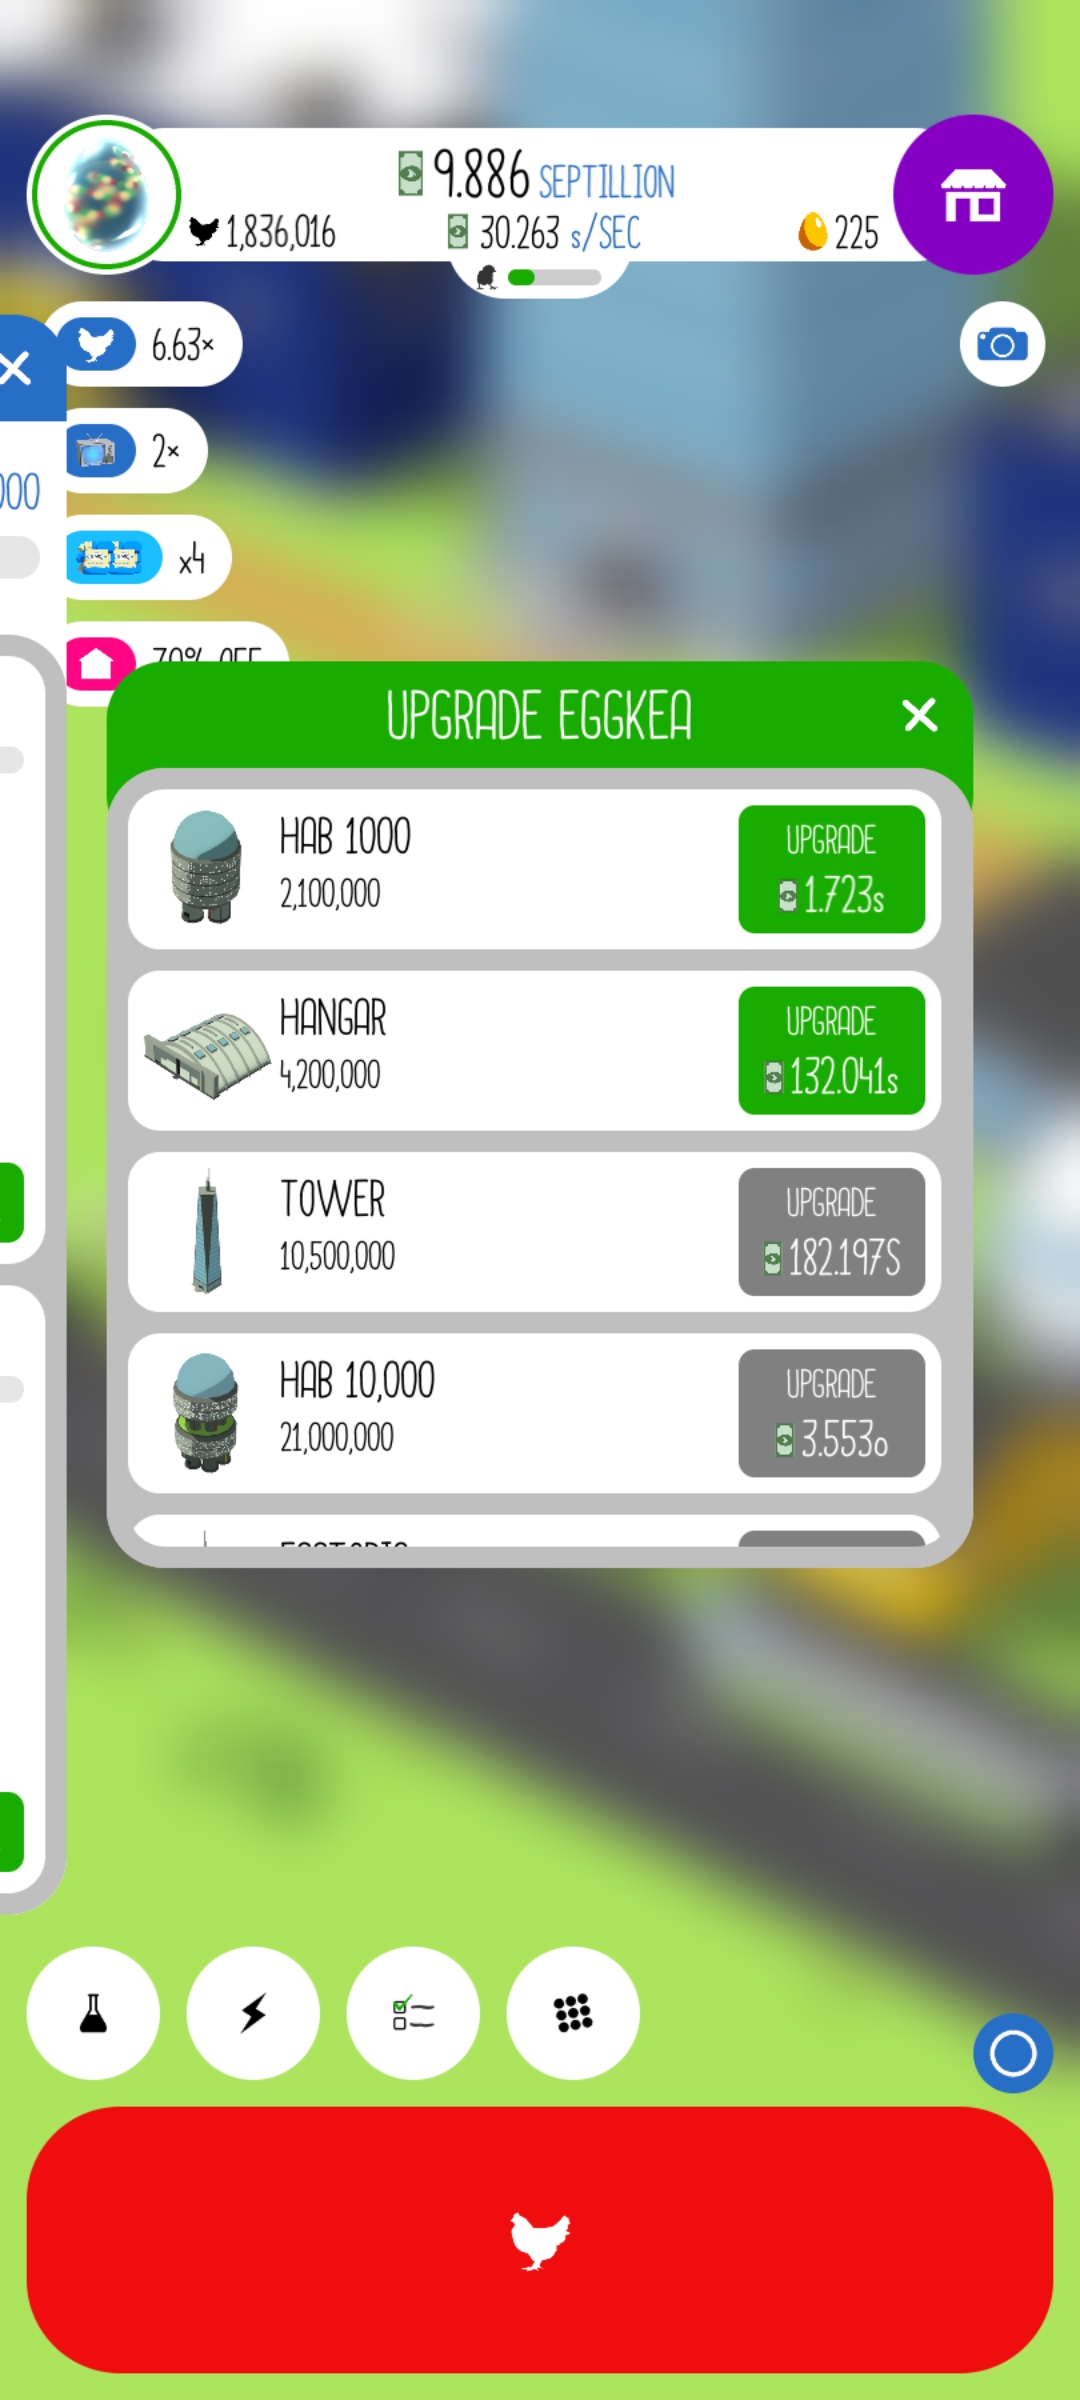 9.886 SEPTILLION
1,836,016
30.263 s/SEC
225
6.63×
2×
000
x4
70% OFF
UPGRADE EGGKEA
HAB 1000
2,100,000
UPGRADE
1.723s
HANGAR
4,200,000
UPGRADE
132.041s
TOWER
10,500,000
UPGRADE
182.197S
HAB 10,000
21,000,000
UPGRADE
3.553o